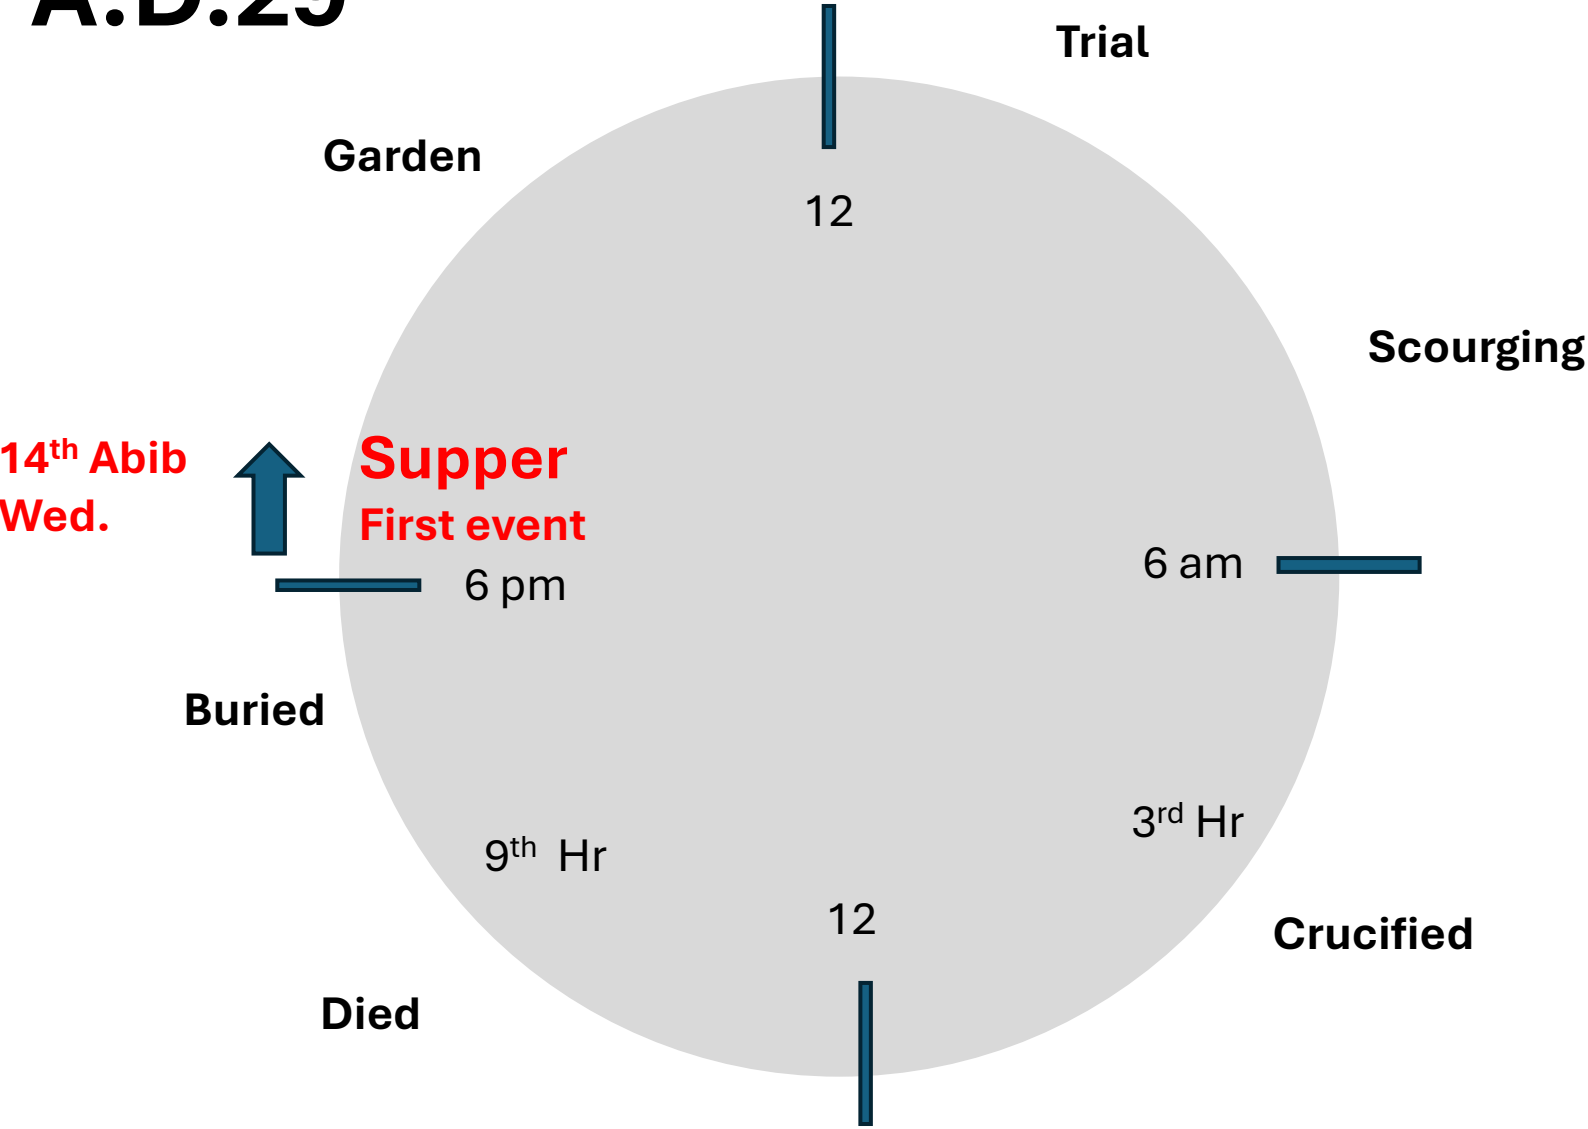 A.D.29
Trial
Garden
12
Scourging
14th Abib
Wed.
Supper
First event
6 pm
6 am
Buried
3rd Hr
9th Hr
12
Crucified
Died